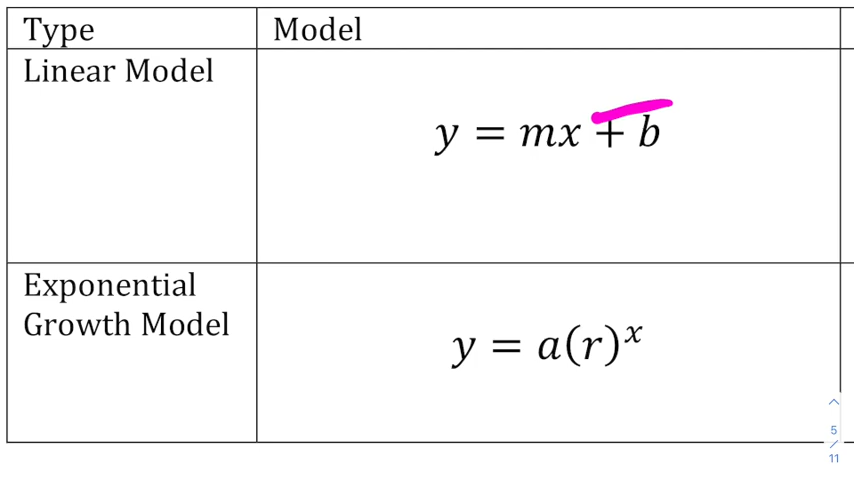 Type
Model
Linear Model
y = mx + b
Exponential
Growth Model
y = a(r)^x
5
/
11